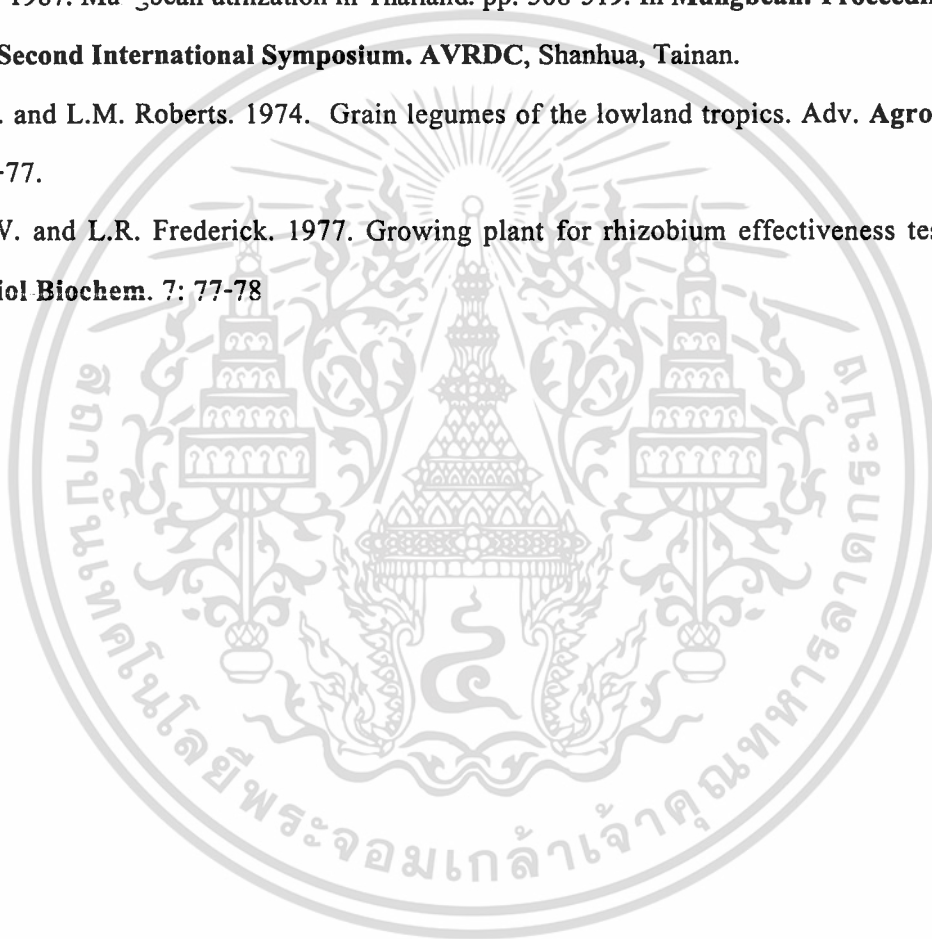 1987. utilization in Thailand. pp. 308-319. In Mungbean: Proceedin
Second International Symposium. AVRDC, Shanhua, Tainan.
. and L.M. Roberts. 1974. Grain legumes of the lowland tropics. Adv. Agro
-77.
V. and L.R. Frederick. 1977. Growing plant for rhizobium effectiveness tes
iol Biochem. 7: 77-78
สถาบันเทคโนโลยีพระจอมเกล้าเจ้าคุณทหารลาดกระบัง